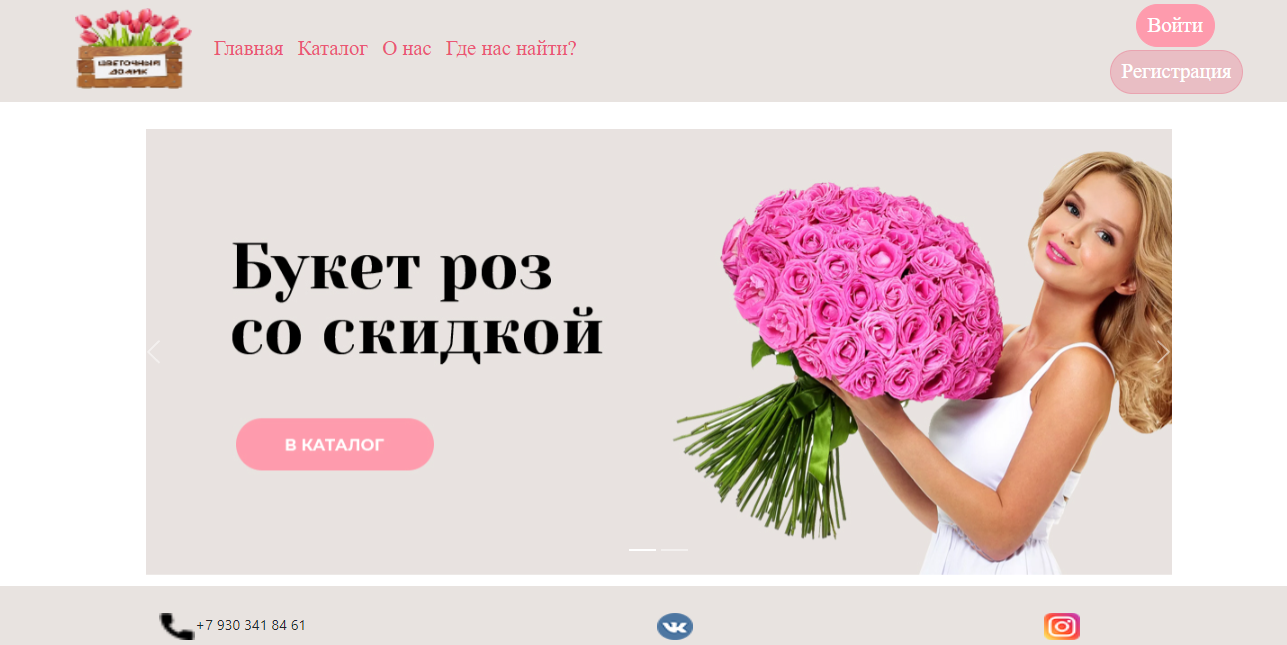 ЦВЕТОЧНЫЙ
ДОМИК
Главная Каталог О нас Где нас найти?
Войти
Регистрация
Букет роз
со скидкой
В КАТАЛОГ
+7 930 341 84 61